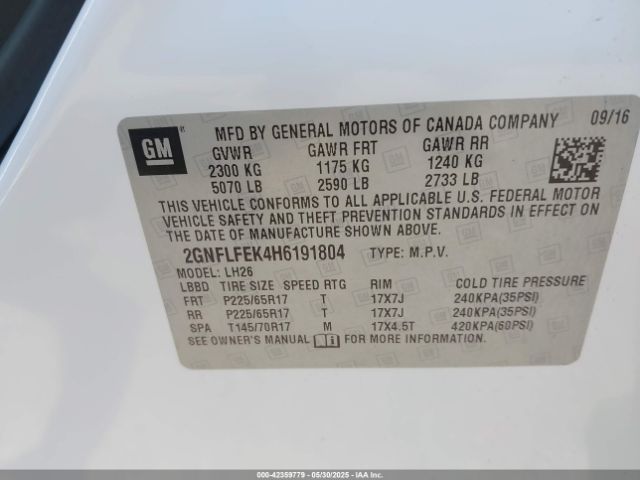 GM
®
MFD BY GENERAL MOTORS OF CANADA COMPANY 09/16
GVWR GAWR FRT GAWR RR
2300 KG 1175 KG 1240 KG
5070 LB 2590 LB 2733 LB
THIS VEHICLE CONFORMS TO ALL APPLICABLE U.S. FEDERAL MOTOR
VEHICLE SAFETY AND THEFT PREVENTION STANDARDS IN EFFECT ON
THE DATE OF MANUFACTURE SHOWN ABOVE.
2GNFLFEK4H6191804 TYPE: M.P.V.
MODEL: LH26
LBBD TIRE SIZE SPEED RTG RIM COLD TIRE PRESSURE
FRT P225/65R17 T 17X7J 240KPA(35PSI)
RR P225/65R17 T 17X7J 240KPA(35PSI)
SPA T145/70R17 M 17X4.5T 420KPA(60PSI)
SEE OWNER'S MANUAL FOR MORE INFORMATION.
000-42359779 - 05/30/2025 - COPYRIGHT IAA, LLC